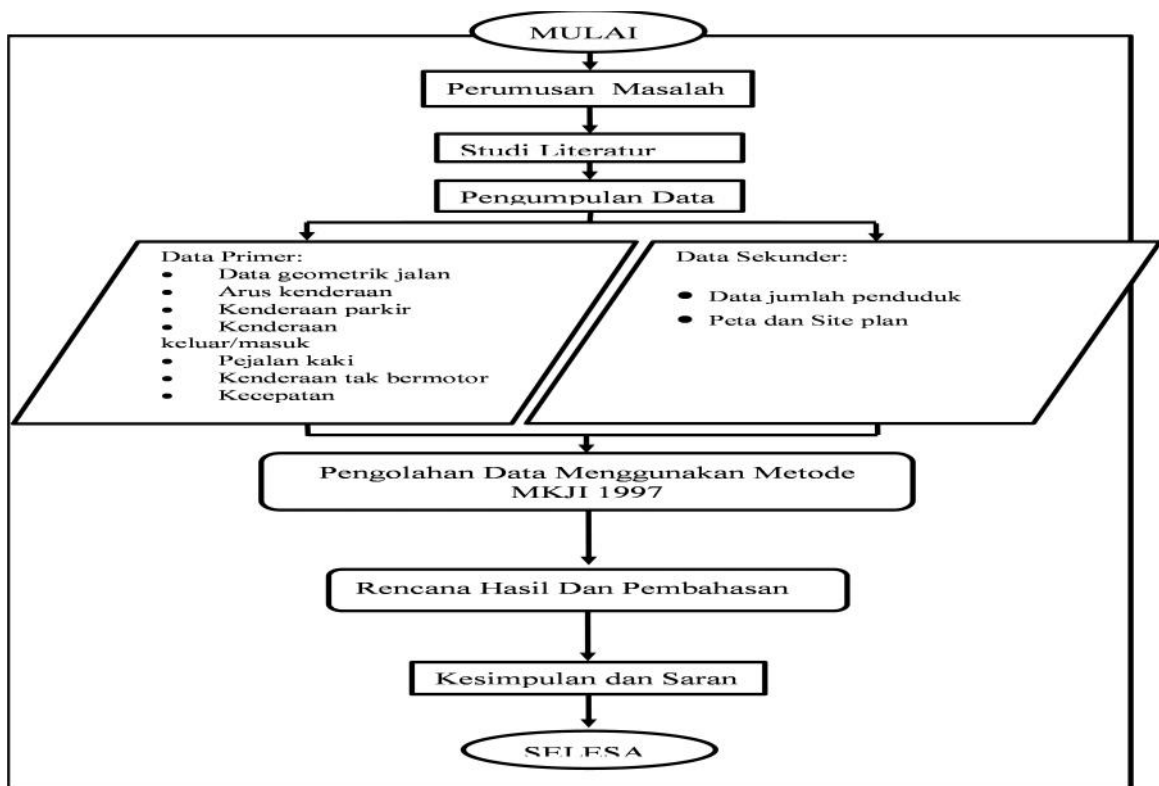 MULAI
Perumusan Masalah
Studi Literatur
Pengumpulan Data
Data Primer:
• Data geometrik jalan
• Arus kenderaan
• Kenderaan parkir
• Kenderaan
keluar/masuk
• Pejalan kaki
• Kenderaan tak bermotor
• Kecepatan
Data Sekunder:
• Data jumlah penduduk
• Peta dan Site plan
Pengolahan Data Menggunakan Metode
MKJI 1997
Rencana Hasil Dan Pembahasan
Kesimpulan dan Saran
SELESA